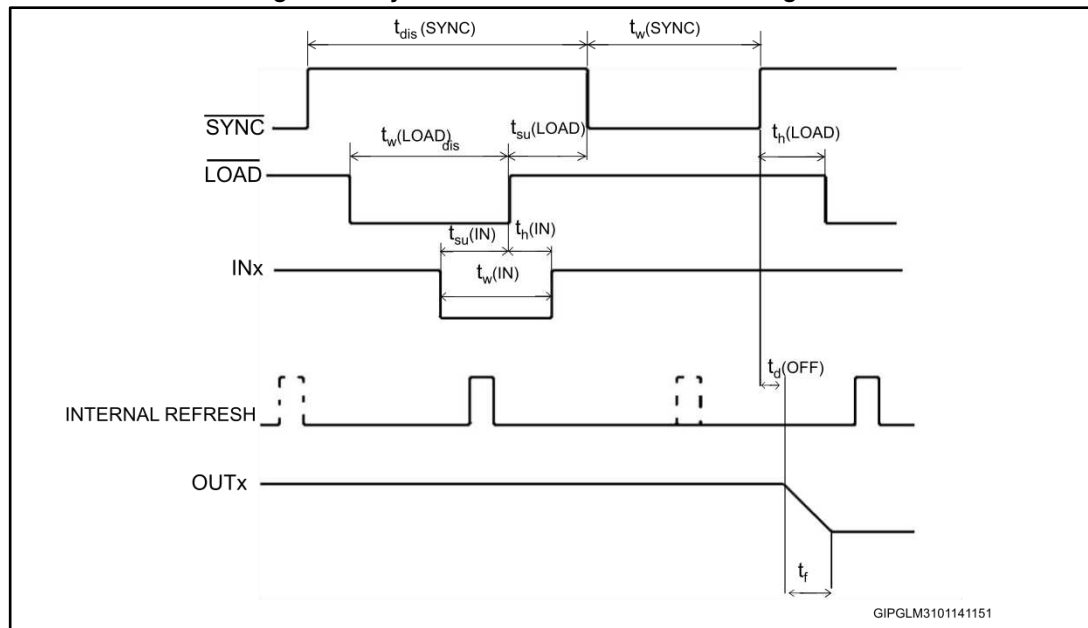 t_dis (SYNC)
t_w(SYNC)
SYNC
t_w(LOAD)_dis
t_su(LOAD)
t_h(LOAD)
LOAD
t_su(IN)
t_h(IN)
INx
t_w(IN)
t_d(OFF)
INTERNAL REFRESH
OUTx
t_f
GIPGLM3101141151